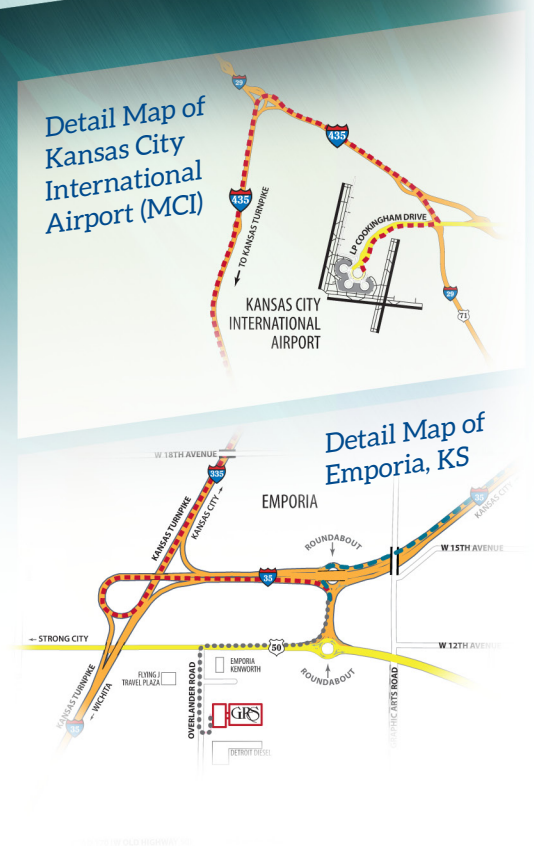 Detail Map of
Kansas City
International
Airport (MCI)
29
435
435
TO KANSAS TURNPIKE
LP COOKINGHAM DRIVE
KANSAS CITY
INTERNATIONAL
AIRPORT
29
71
Detail Map of
Emporia, KS
W 18TH AVENUE
335
KANSAS TURNPIKE
KANSAS CITY
EMPORIA
35
KANSAS CITY
ROUNDABOUT
W 15TH AVENUE
35
STRONG CITY
50
W 12TH AVENUE
FLYING J
TRAVEL PLAZA
EMPORIA
KENWORTH
ROUNDABOUT
KANSAS TURNPIKE
WICHITA
OVERLANDER ROAD
GRAPHIC ARTS ROAD
GRS
35
DETROIT DIESEL